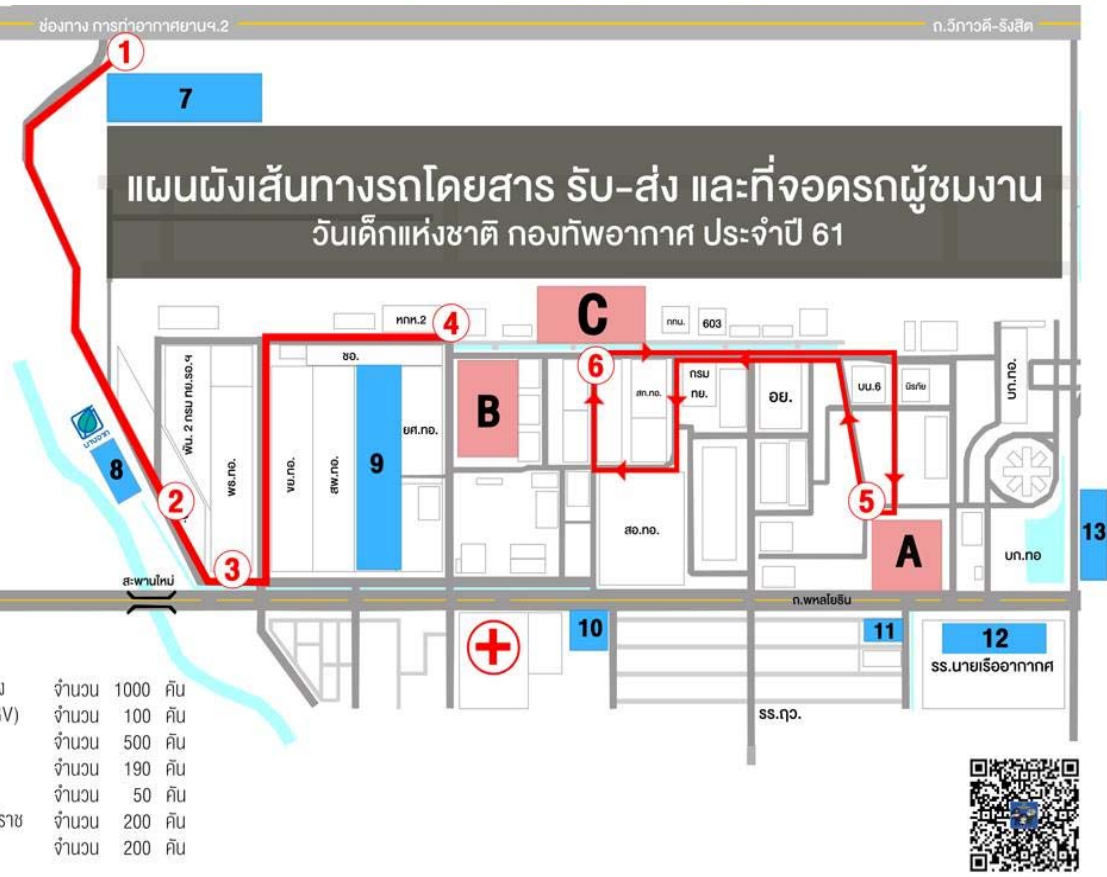 ช่องทาง การท่าอากาศยานฯ.2
ถ.วิภาวดี-รังสิต
1
7
แผนผังเส้นทางรถโดยสาร รับ-ส่ง และที่จอดรถผู้ชมงาน
วันเด็กแห่งชาติ กองทัพอากาศ ประจำปี 61
หกห.2
4
C
กทน.
603
6
พัน. 2 กรม ทย.รอ.ฯ
พธ.ทอ.
ชอ.
ขย.ทอ.
สพ.ทอ.
9
ยศ.ทอ.
B
สก.ทอ.
กรม
ทย.
อย.
บน.6
นิรภัย
บก.ทอ.
บางจาก
8
2
3
สอ.ทอ.
5
A
บก.ทอ
13
สะพานใหม่
ถ.พหลโยธิน
10
11
12
รร.นายเรืออากาศ
รร.ฤว.
จำนวน 1000 คัน
จำนวน 100 คัน
จำนวน 500 คัน
จำนวน 190 คัน
จำนวน 50 คัน
จำนวน 200 คัน
จำนวน 200 คัน